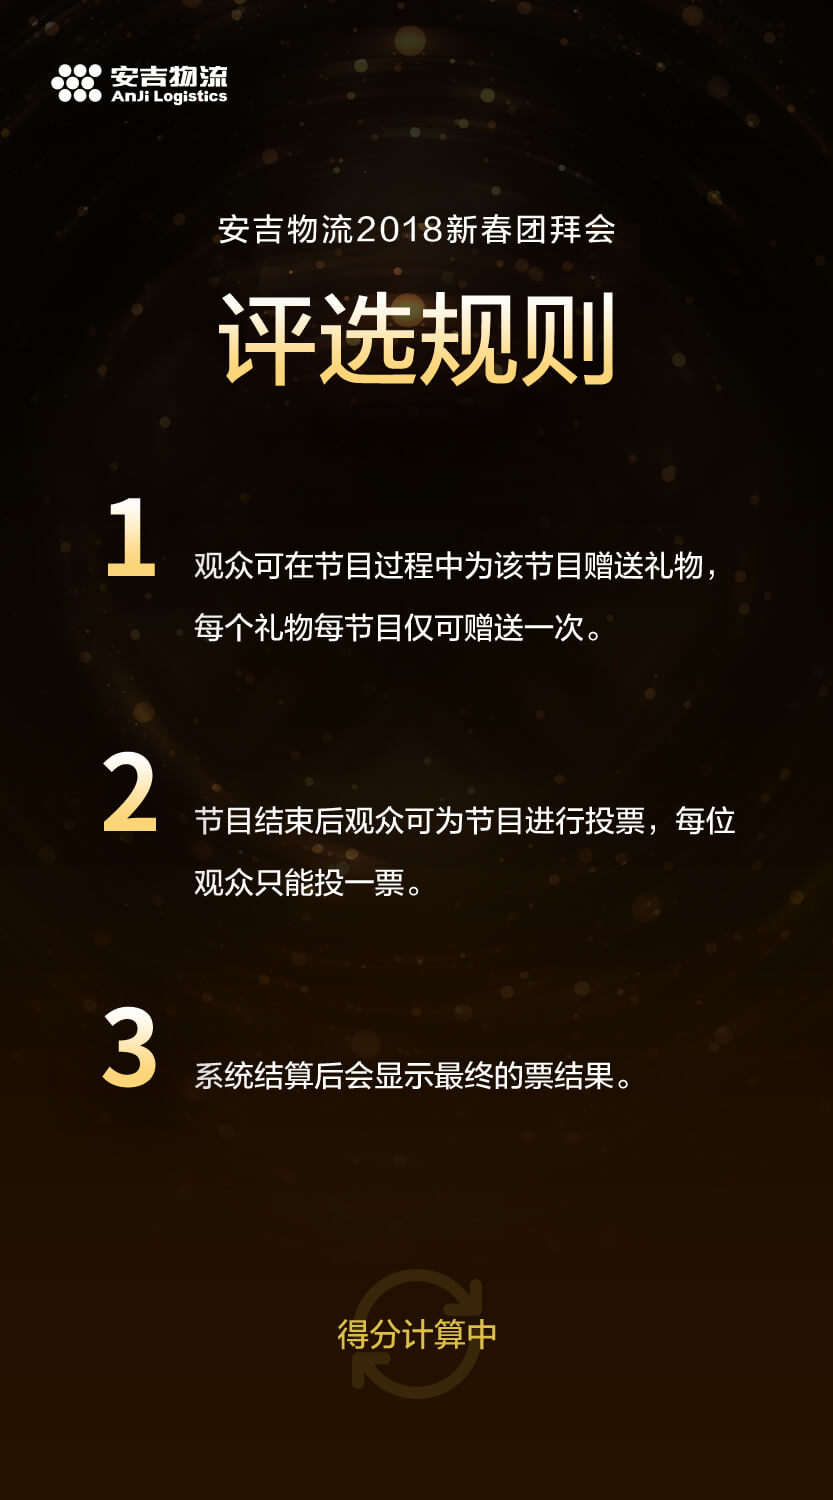 安吉物流
AnJi Logistics
安吉物流2018新春团拜会
评选规则
1
观众可在节目过程中为该节目赠送礼物，
每个礼物每节目仅可赠送一次。
2
节目结束后观众可为节目进行投票，每位
观众只能投一票。
3
系统结算后会显示最终的票结果。
得分计算中